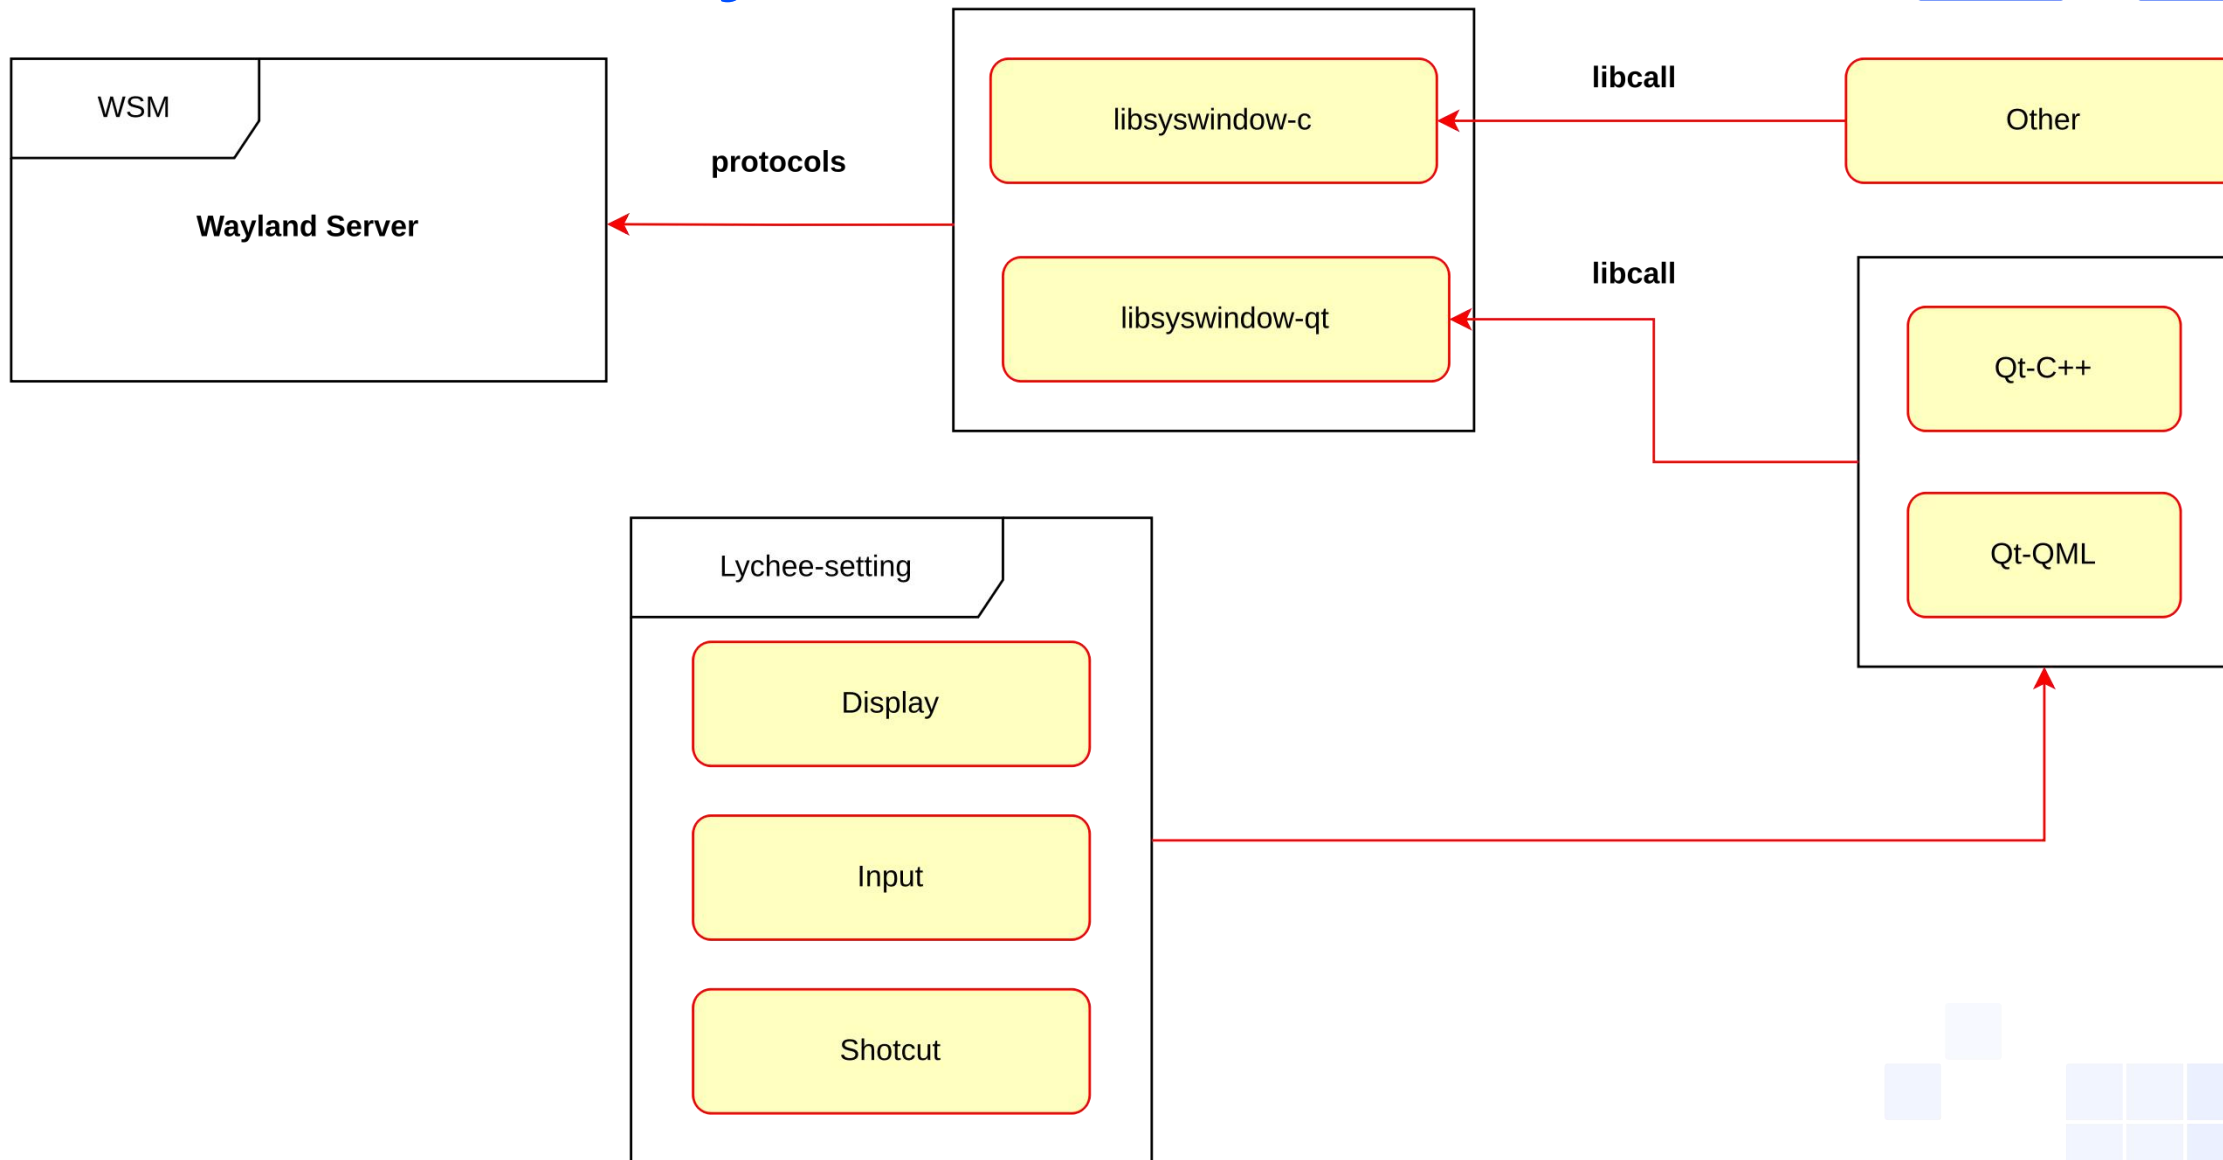 WSM
Wayland Server
protocols
libsyswindow-c
libsyswindow-qt
libcall
Other
libcall
Qt-C++
Qt-QML
Lychee-setting
Display
Input
Shotcut